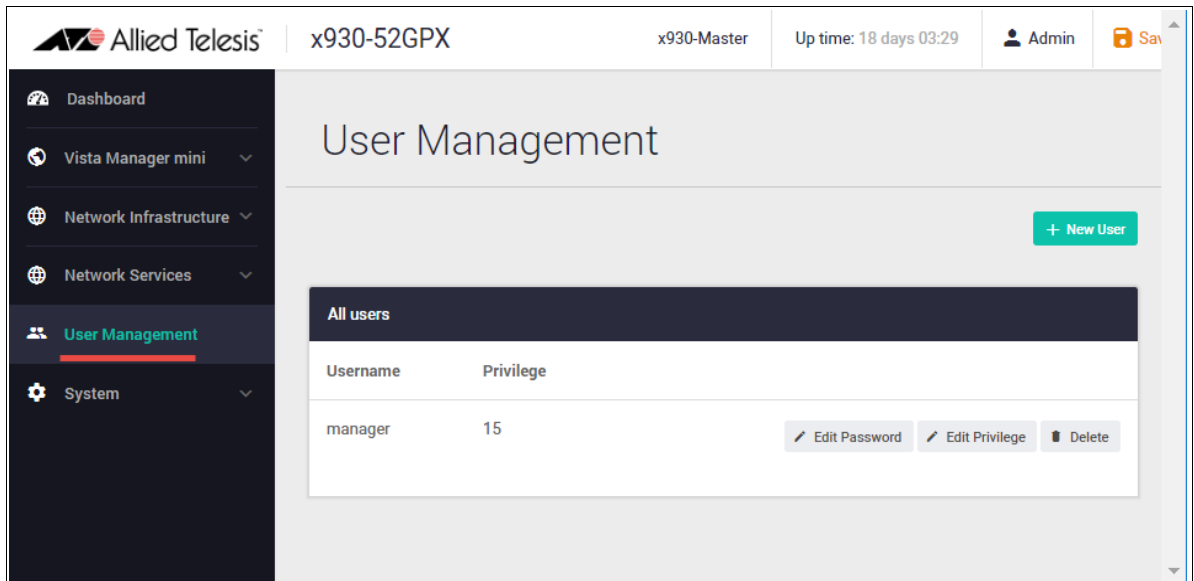 Allied Telesis
x930-52GPX
x930-Master
Up time: 18 days 03:29
Admin
Sav
Dashboard
Vista Manager mini
Network Infrastructure
Network Services
User Management
System
User Management
+ New User
All users
Username Privilege
manager 15 Edit Password Edit Privilege Delete